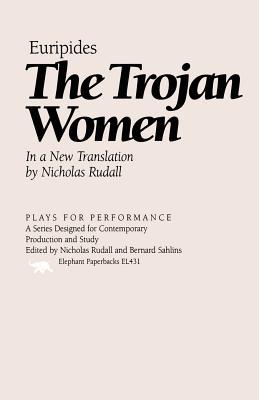 Euripides
The Trojan
Women
In a New Translation
by Nicholas Rudall
PLAYS FOR PERFORMANCE
A Series Designed for Contemporary
Production and Study
Edited by Nicholas Rudall and Bernard Sahlins
Elephant Paperbacks EL431